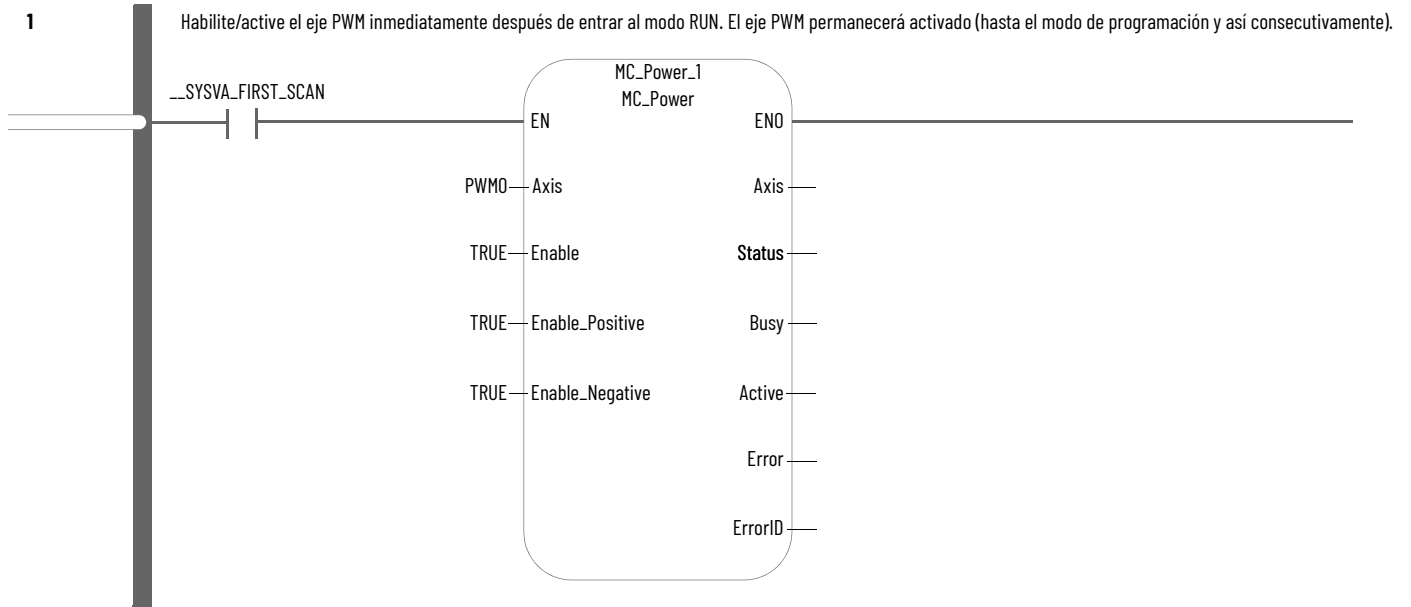 1 Habilite/active el eje PWM inmediatamente después de entrar al modo RUN. El eje PWM permanecerá activado (hasta el modo de programación y así consecutivamente).
MC_Power_1
MC_Power
__SYSVA_FIRST_SCAN
EN ENO
PWM0 Axis Axis
TRUE Enable Status
TRUE Enable_Positive Busy
TRUE Enable_Negative Active
Error
ErrorID